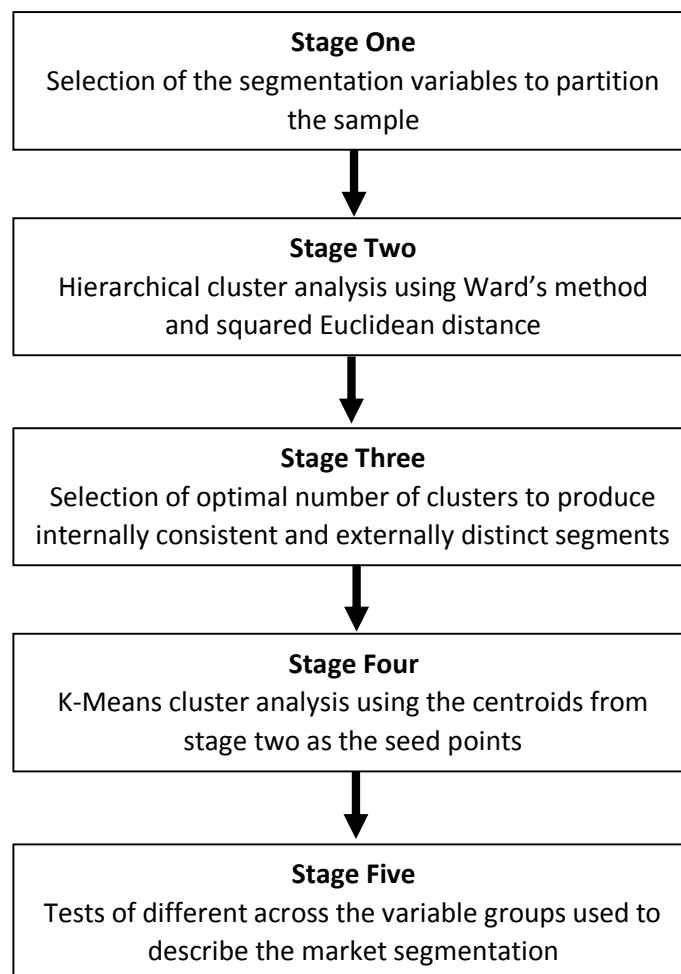 Stage One
Selection of the segmentation variables to partition
the sample
Stage Two
Hierarchical cluster analysis using Ward’s method
and squared Euclidean distance
Stage Three
Selection of optimal number of clusters to produce
internally consistent and externally distinct segments
Stage Four
K-Means cluster analysis using the centroids from
stage two as the seed points
Stage Five
Tests of different across the variable groups used to
describe the market segmentation